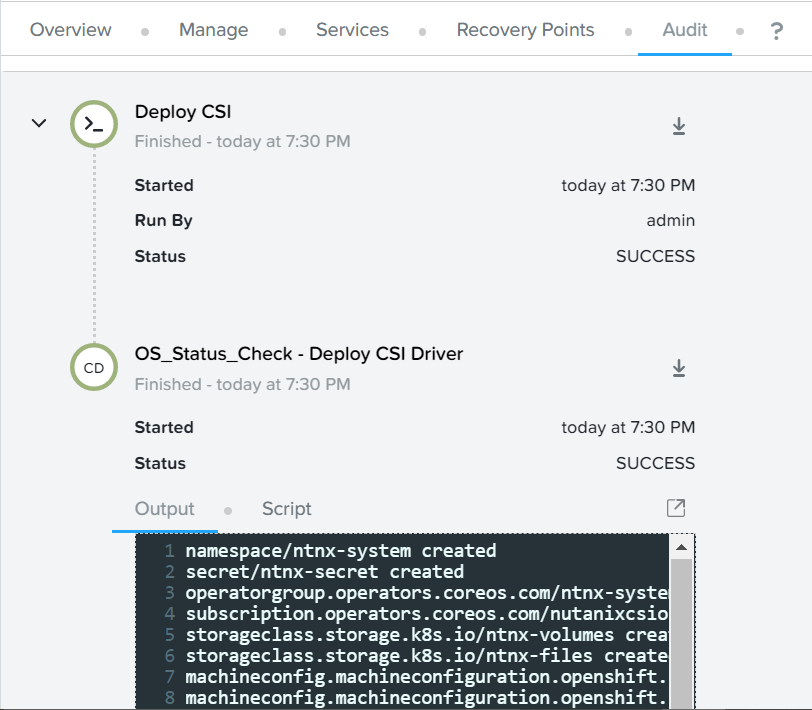 Overview Manage Services Recovery Points Audit ?
>_ Deploy CSI
Finished - today at 7:30 PM
Started today at 7:30 PM
Run By admin
Status SUCCESS
CD OS_Status_Check - Deploy CSI Driver
Finished - today at 7:30 PM
Started today at 7:30 PM
Status SUCCESS
Output Script
1 namespace/ntnx-system created
2 secret/ntnx-secret created
3 operatorgroup.operators.coreos.com/ntnx-syste
4 subscription.operators.coreos.com/nutanixcsio
5 storageclass.storage.k8s.io/ntnx-volumes crea
6 storageclass.storage.k8s.io/ntnx-files create
7 machineconfig.machineconfiguration.openshift.
8 machineconfig.machineconfiguration.openshift.